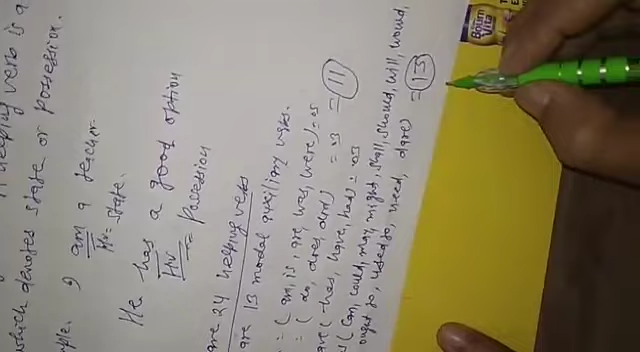 helping verb is a
which denotes state or possession.
am a teacher.
HV = state.
He has a good option
HV = Possession
are 24 helping verbs
are 13 modal auxiliary verbs.
= (am, is, are, was, were) = 05
= (do, does, did) = 03 = 11
(has, have, had) = 03
(can, could, may, might, shall, should, will, would,
ought to, used to, need, dare) = 13
Bourn
Vita